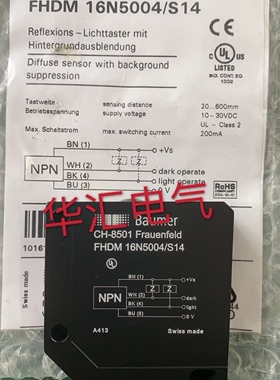 FHDM 16N5004/S14
Reflexions - Lichttaster mit
Hintergrundausblendung
Diffuse sensor with background
suppression
C UL US LISTED
IND. CONT. EQ.
Tastweite sensing distance 20...600mm
Betriebsspannung supply voltage 10 - 30VDC
UL - Class 2
Max. Schaltstrom max. switching current 200mA
BN (1) +Vs
WH (2) dark operate
NPN
BK (4) light operate
BU (3) 0 V
Z Z
RoHS
华汇电气
Baumer
CH-8501 Frauenfeld
FHDM 16N5004/S14
BN (1) +Vs
WH (2) dark
NPN
BK (4) light
BU (3) 0 V
Z Z
A413
Swiss made
Swiss made